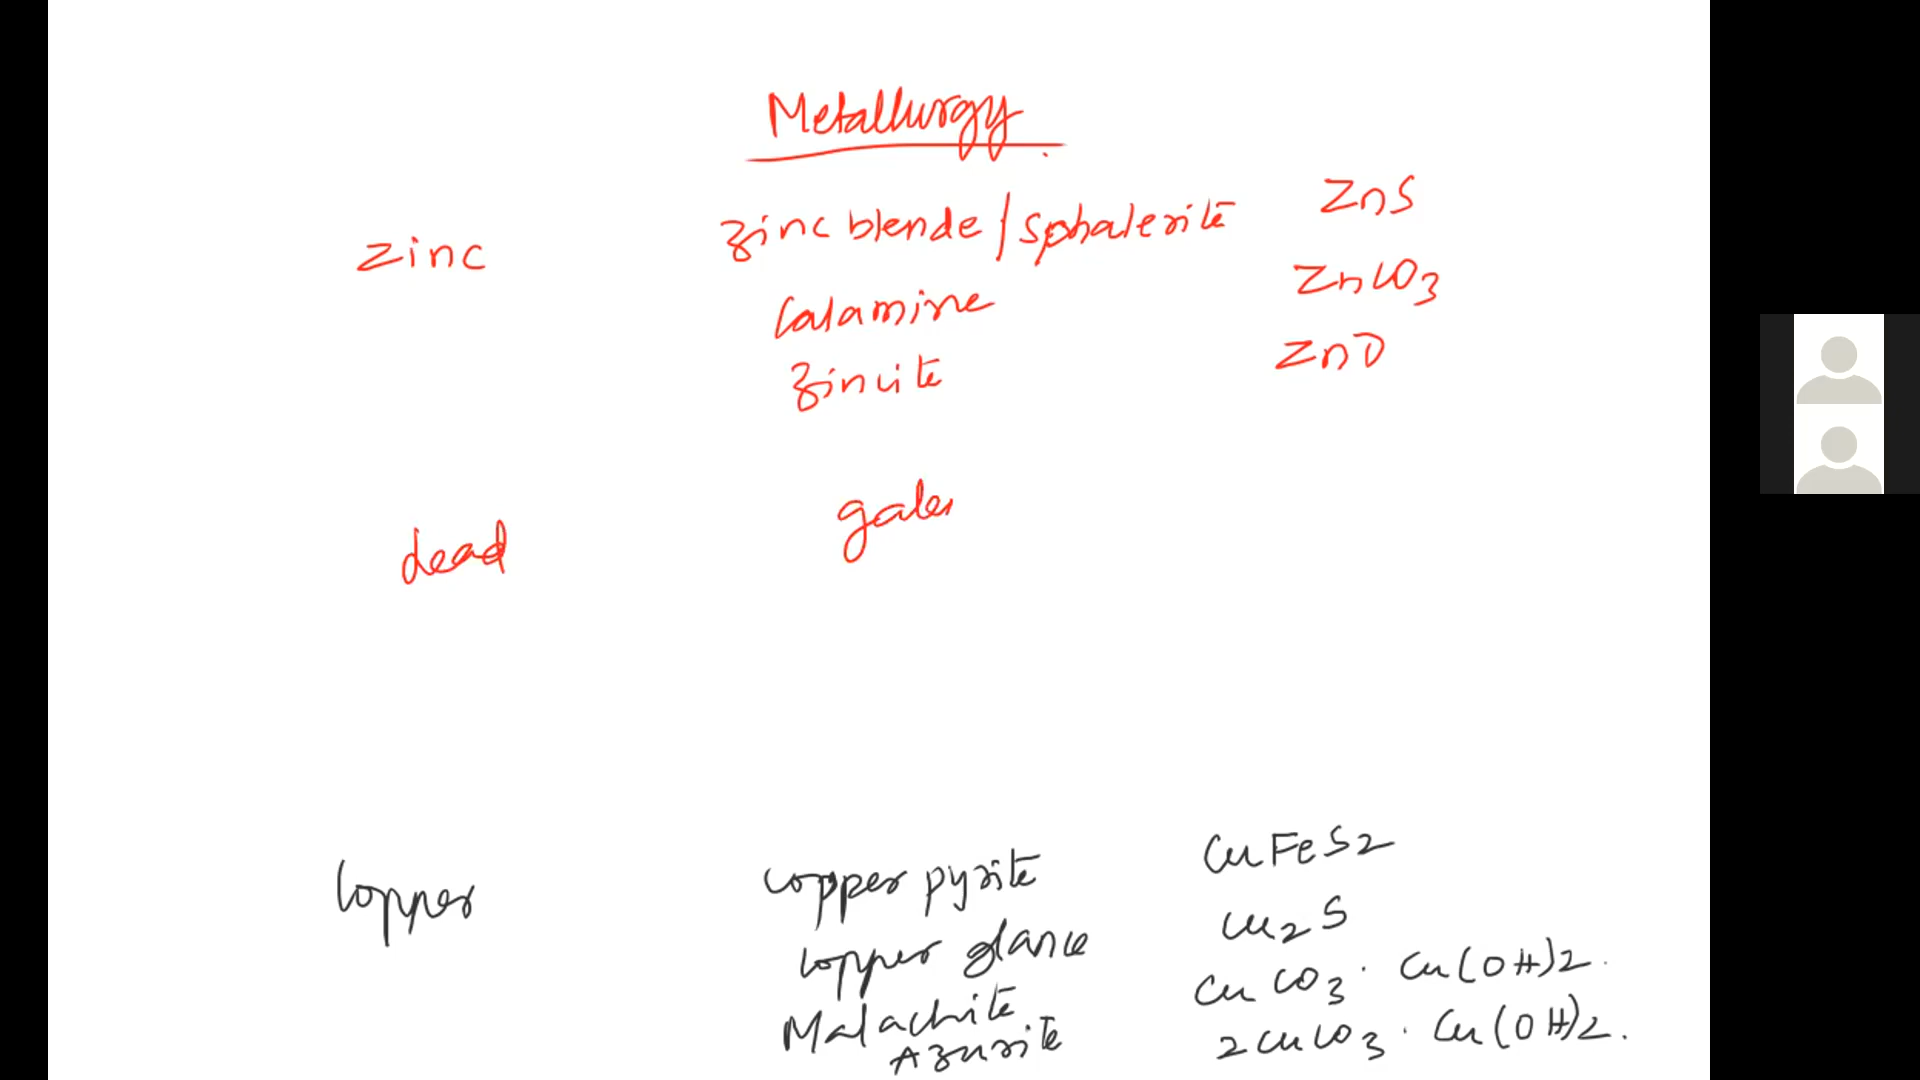 Metallurgy
Zinc Zinc blende / Sphalerite ZnS
Calamine ZnCO3
Zincite ZnO
Lead galen
Copper Copper pyrite CuFeS2
Copper glance Cu2S
Malachite CuCO3 · Cu(OH)2.
Azurite 2CuCO3 · Cu(OH)2.